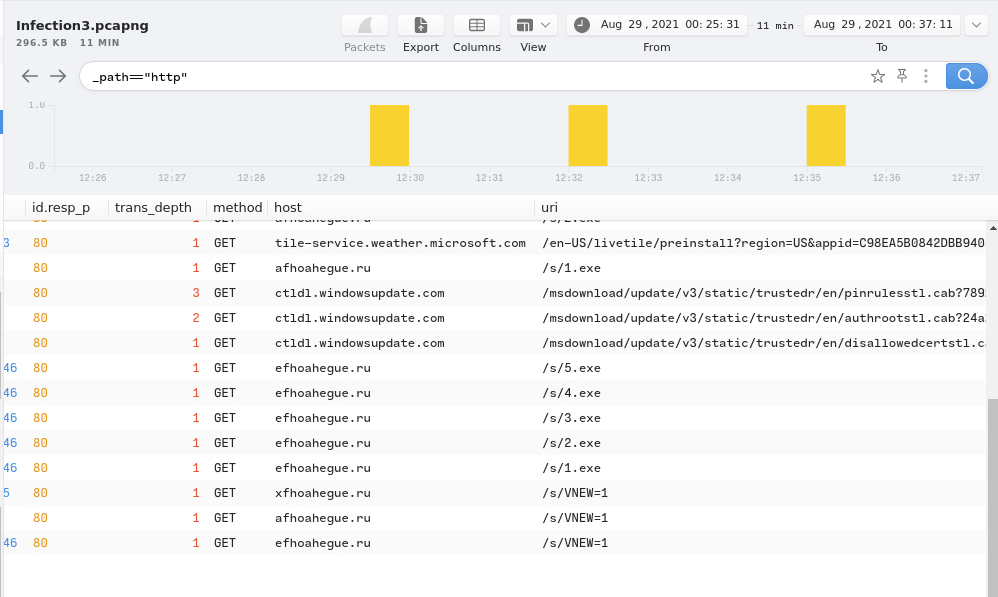 Infection3.pcapng
296.5 KB 11 MIN
Packets
Export
Columns
View
Aug 29, 2021 00:25:31
From
11 min
Aug 29, 2021 00:37:11
To
_path=="http"
1.0
0.0
12:26 12:27 12:28 12:29 12:30 12:31 12:32 12:33 12:34 12:35 12:36 12:37
id.resp_p trans_depth method host uri
80 1 GET afhoahegue.ru /s/2.exe
3 80 1 GET tile-service.weather.microsoft.com /en-US/livetile/preinstall?region=US&appid=C98EA5B0842DBB940
80 1 GET afhoahegue.ru /s/1.exe
80 3 GET ctldl.windowsupdate.com /msdownload/update/v3/static/trustedr/en/pinrulesstl.cab?789
80 2 GET ctldl.windowsupdate.com /msdownload/update/v3/static/trustedr/en/authrootstl.cab?24a
80 1 GET ctldl.windowsupdate.com /msdownload/update/v3/static/trustedr/en/disallowedcertstl.c
46 80 1 GET efhoahegue.ru /s/5.exe
46 80 1 GET efhoahegue.ru /s/4.exe
46 80 1 GET efhoahegue.ru /s/3.exe
46 80 1 GET efhoahegue.ru /s/2.exe
46 80 1 GET efhoahegue.ru /s/1.exe
5 80 1 GET xfhoahegue.ru /s/VNEW=1
80 1 GET afhoahegue.ru /s/VNEW=1
46 80 1 GET efhoahegue.ru /s/VNEW=1